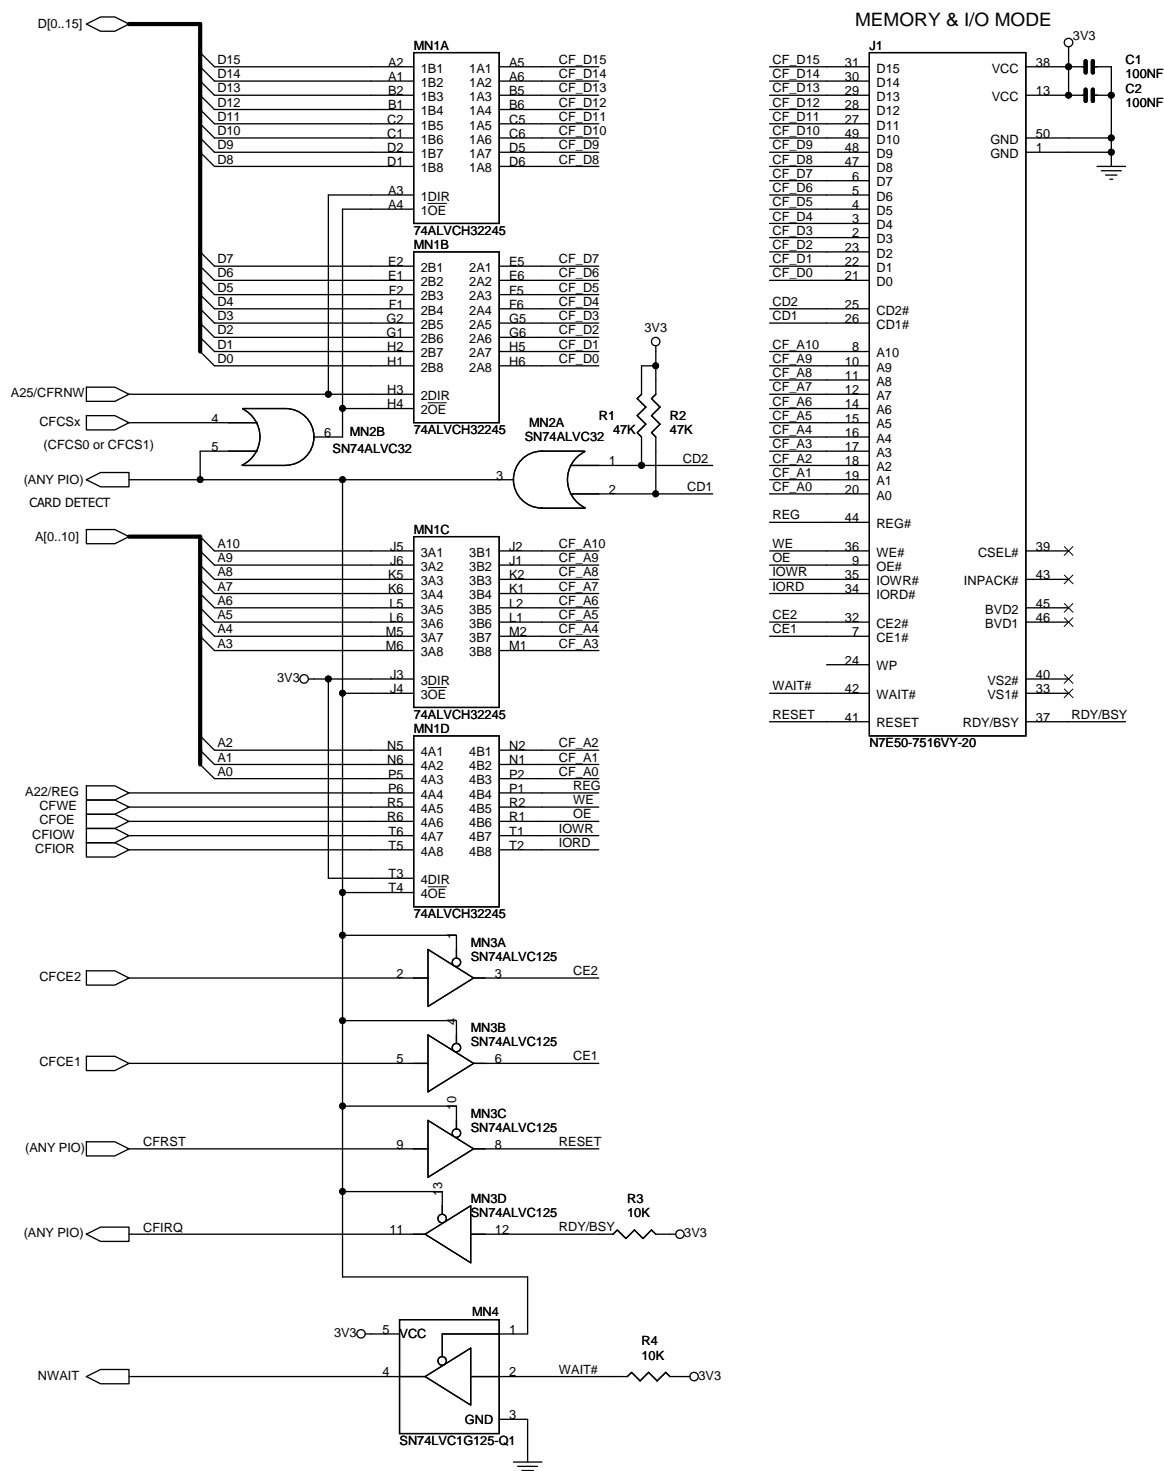 MEMORY & I/O MODE
D[0..15]
MN1A
D15 A2 1B1 1A1 A5 CF_D15
D14 A1 1B2 1A2 A6 CF_D14
D13 B2 1B3 1A3 B5 CF_D13
D12 B1 1B4 1A4 B6 CF_D12
D11 C2 1B5 1A5 C5 CF_D11
D10 C1 1B6 1A6 C6 CF_D10
D9 D2 1B7 1A7 D5 CF_D9
D8 D1 1B8 1A8 D6 CF_D8
A3 1DIR
A4 1OE
74ALVCH32245
MN1B
D7 E2 2B1 2A1 E5 CF_D7
D6 E1 2B2 2A2 E6 CF_D6
D5 F2 2B3 2A3 F5 CF_D5
D4 F1 2B4 2A4 F6 CF_D4
D3 G2 2B5 2A5 G5 CF_D3
D2 G1 2B6 2A6 G6 CF_D2
D1 H2 2B7 2A7 H5 CF_D1
D0 H1 2B8 2A8 H6 CF_D0
A25/CFRNW H3 2DIR
H4 2OE
74ALVCH32245
CFCSx 4
(CFCS0 or CFCS1) 5
6 MN2B
SN74ALVC32
3V3
R1
47K
R2
47K
MN2A
SN74ALVC32
1 CD2
2 CD1
3
(ANY PIO)
CARD DETECT
A[0..10]
MN1C
A10 J5 3A1 3B1 J2 CF_A10
A9 J6 3A2 3B2 J1 CF_A9
A8 K5 3A3 3B3 K2 CF_A8
A7 K6 3A4 3B4 K1 CF_A7
A6 L5 3A5 3B5 L2 CF_A6
A5 L6 3A6 3B6 L1 CF_A5
A4 M5 3A7 3B7 M2 CF_A4
A3 M6 3A8 3B8 M1 CF_A3
3V3 J3 3DIR
J4 3OE
74ALVCH32245
MN1D
A2 N5 4A1 4B1 N2 CF_A2
A1 N6 4A2 4B2 N1 CF_A1
A0 P5 4A3 4B3 P2 CF_A0
A22/REG P6 4A4 4B4 P1 REG
CFWE R5 4A5 4B5 R2 WE
CFOE R6 4A6 4B6 R1 OE
CFIOW T6 4A7 4B7 T1 IOWR
CFIOR T5 4A8 4B8 T2 IORD
T3 4DIR
T4 4OE
74ALVCH32245
MN3A
SN74ALVC125
1
CFCE2 2 3 CE2
MN3B
SN74ALVC125
4
CFCE1 5 6 CE1
MN3C
SN74ALVC125
10
(ANY PIO) CFRST 9 8 RESET
MN3D
SN74ALVC125
13
R3
10K
(ANY PIO) CFIRQ 11 12 RDY/BSY 3V3
MN4
3V3 5 VCC 1
R4
10K
NWAIT 4 2 WAIT# 3V3
GND 3
SN74LVC1G125-Q1
J1
3V3
CF_D15 31 D15
CF_D14 30 D14
CF_D13 29 D13
CF_D12 28 D12
CF_D11 27 D11
CF_D10 49 D10
CF_D9 48 D9
CF_D8 47 D8
CF_D7 6 D7
CF_D6 5 D6
CF_D5 4 D5
CF_D4 3 D4
CF_D3 2 D3
CF_D2 23 D2
CF_D1 22 D1
CF_D0 21 D0
CD2 25 CD2#
CD1 26 CD1#
CF_A10 8 A10
CF_A9 10 A9
CF_A8 11 A8
CF_A7 12 A7
CF_A6 14 A6
CF_A5 15 A5
CF_A4 16 A4
CF_A3 17 A3
CF_A2 18 A2
CF_A1 19 A1
CF_A0 20 A0
REG 44 REG#
WE 36 WE#
OE 9 OE#
IOWR 35 IOWR#
IORD 34 IORD#
CE2 32 CE2#
CE1 7 CE1#
24 WP
WAIT# 42 WAIT#
RESET 41 RESET
VCC 38
C1
100NF
VCC 13
C2
100NF
GND 50
GND 1
CSEL# 39
INPACK# 43
BVD2 45
BVD1 46
VS2# 40
VS1# 33
RDY/BSY 37 RDY/BSY
N7E50-7516VY-20